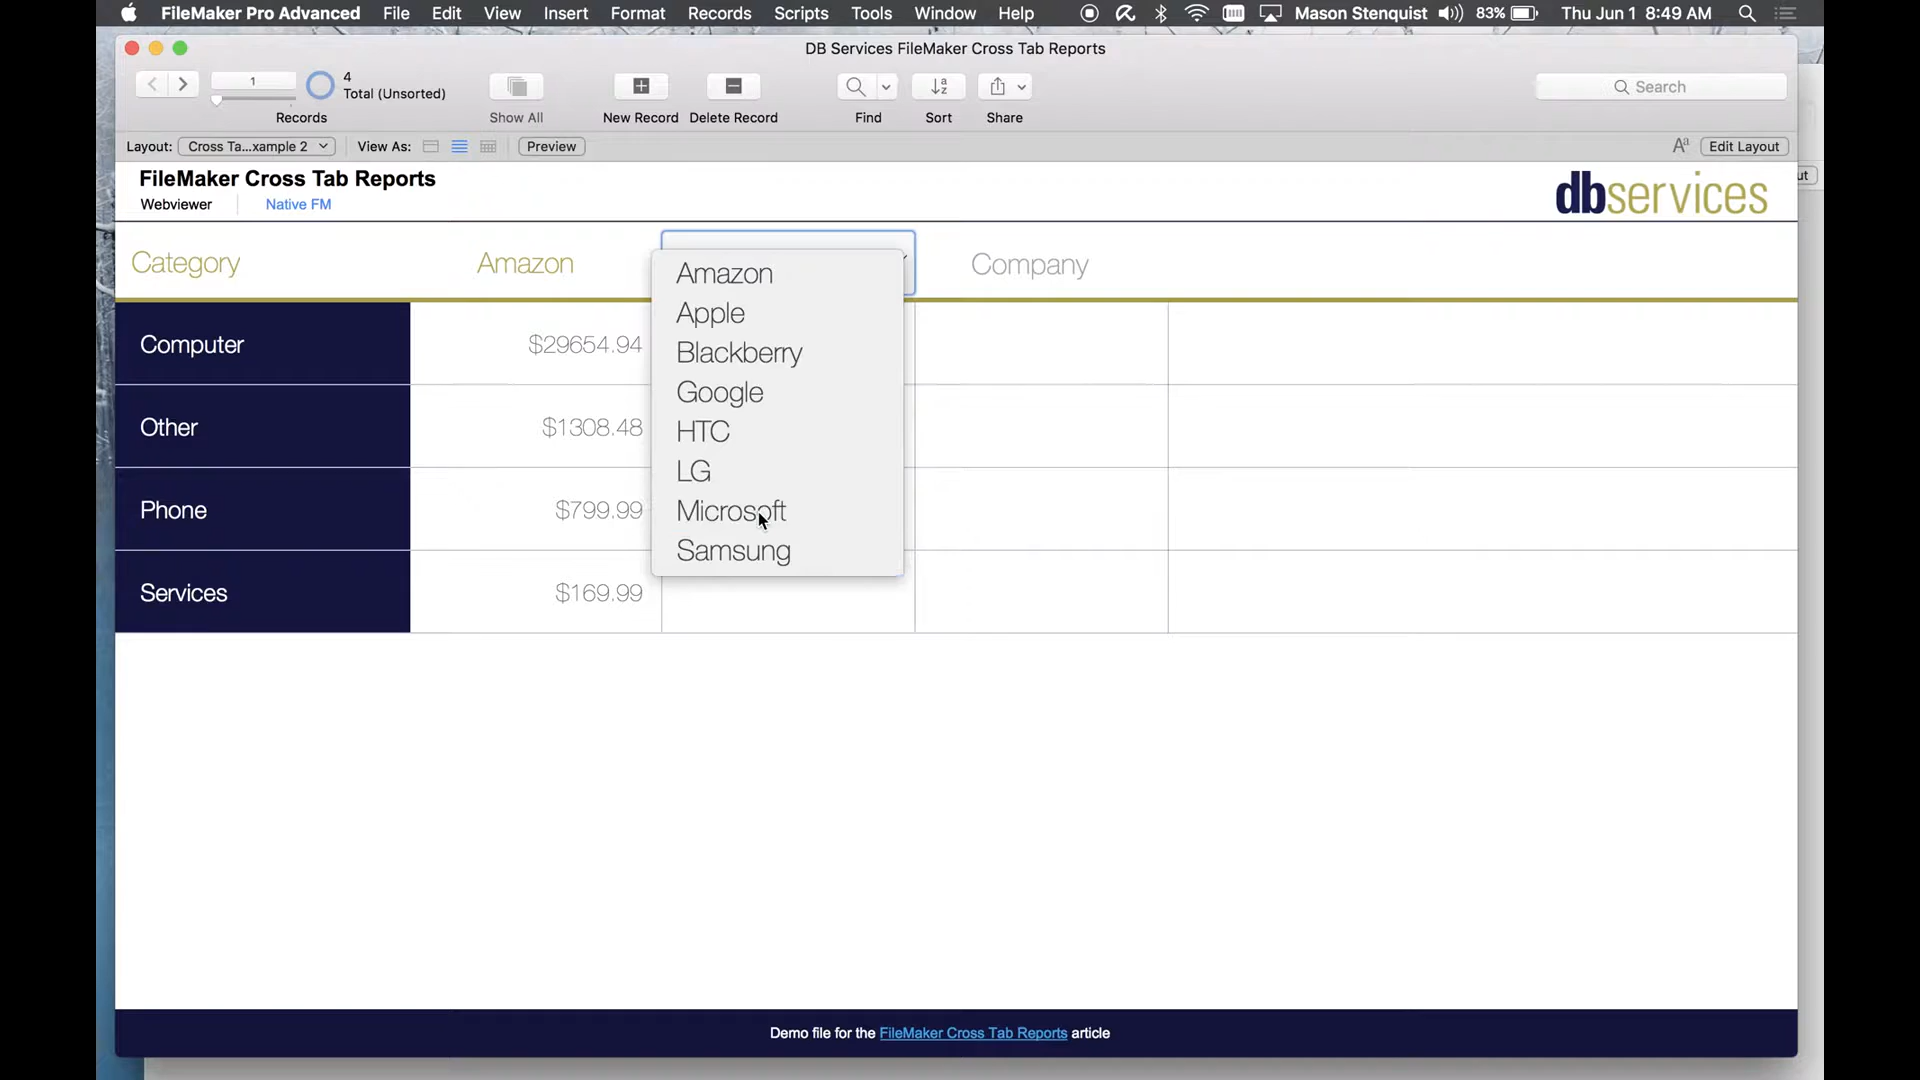 FileMaker Pro Advanced File Edit View Insert Format Records Scripts Tools Window Help Mason Stenquist 83% Thu Jun 1 8:49 AM
DB Services FileMaker Cross Tab Reports
1
4
Total (Unsorted)
Search
Records Show All New Record Delete Record Find Sort Share
Layout: Cross Ta...xample 2 View As: Preview Aa Edit Layout
FileMaker Cross Tab Reports
Webviewer Native FM
dbservices
ut
Category Amazon Company
Amazon
Apple
Blackberry
Google
HTC
LG
Microsoft
Samsung
Computer $29654.94
Other $1308.48
Phone $799.99
Services $169.99
Demo file for the FileMaker Cross Tab Reports article